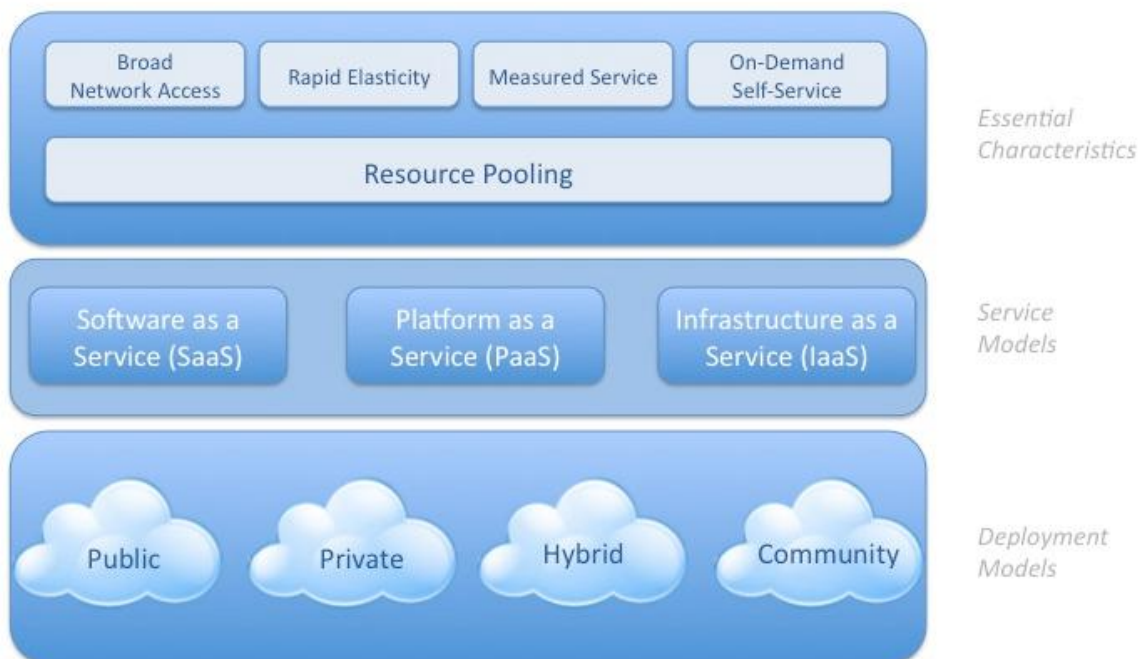 Broad
Network Access
Rapid Elasticity
Measured Service
On-Demand
Self-Service
Resource Pooling
Essential
Characteristics
Software as a
Service (SaaS)
Platform as a
Service (PaaS)
Infrastructure as a
Service (IaaS)
Service
Models
Public
Private
Hybrid
Community
Deployment
Models